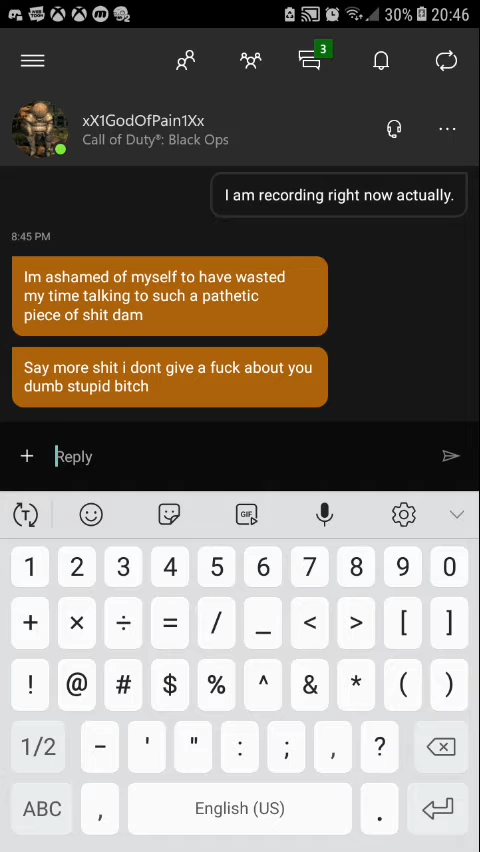 30% 20:46
3
xX1GodOfPain1Xx
Call of Duty®: Black Ops
I am recording right now actually.
8:45 PM
Im ashamed of myself to have wasted
my time talking to such a pathetic
piece of shit dam
Say more shit i dont give a fuck about you
dumb stupid bitch
Reply
T GIF
1 2 3 4 5 6 7 8 9 0
+ × ÷ = / _ < > [ ]
! @ # $ % ^ & * ( )
1/2 - ' " : ; , ?
ABC , English (US) .